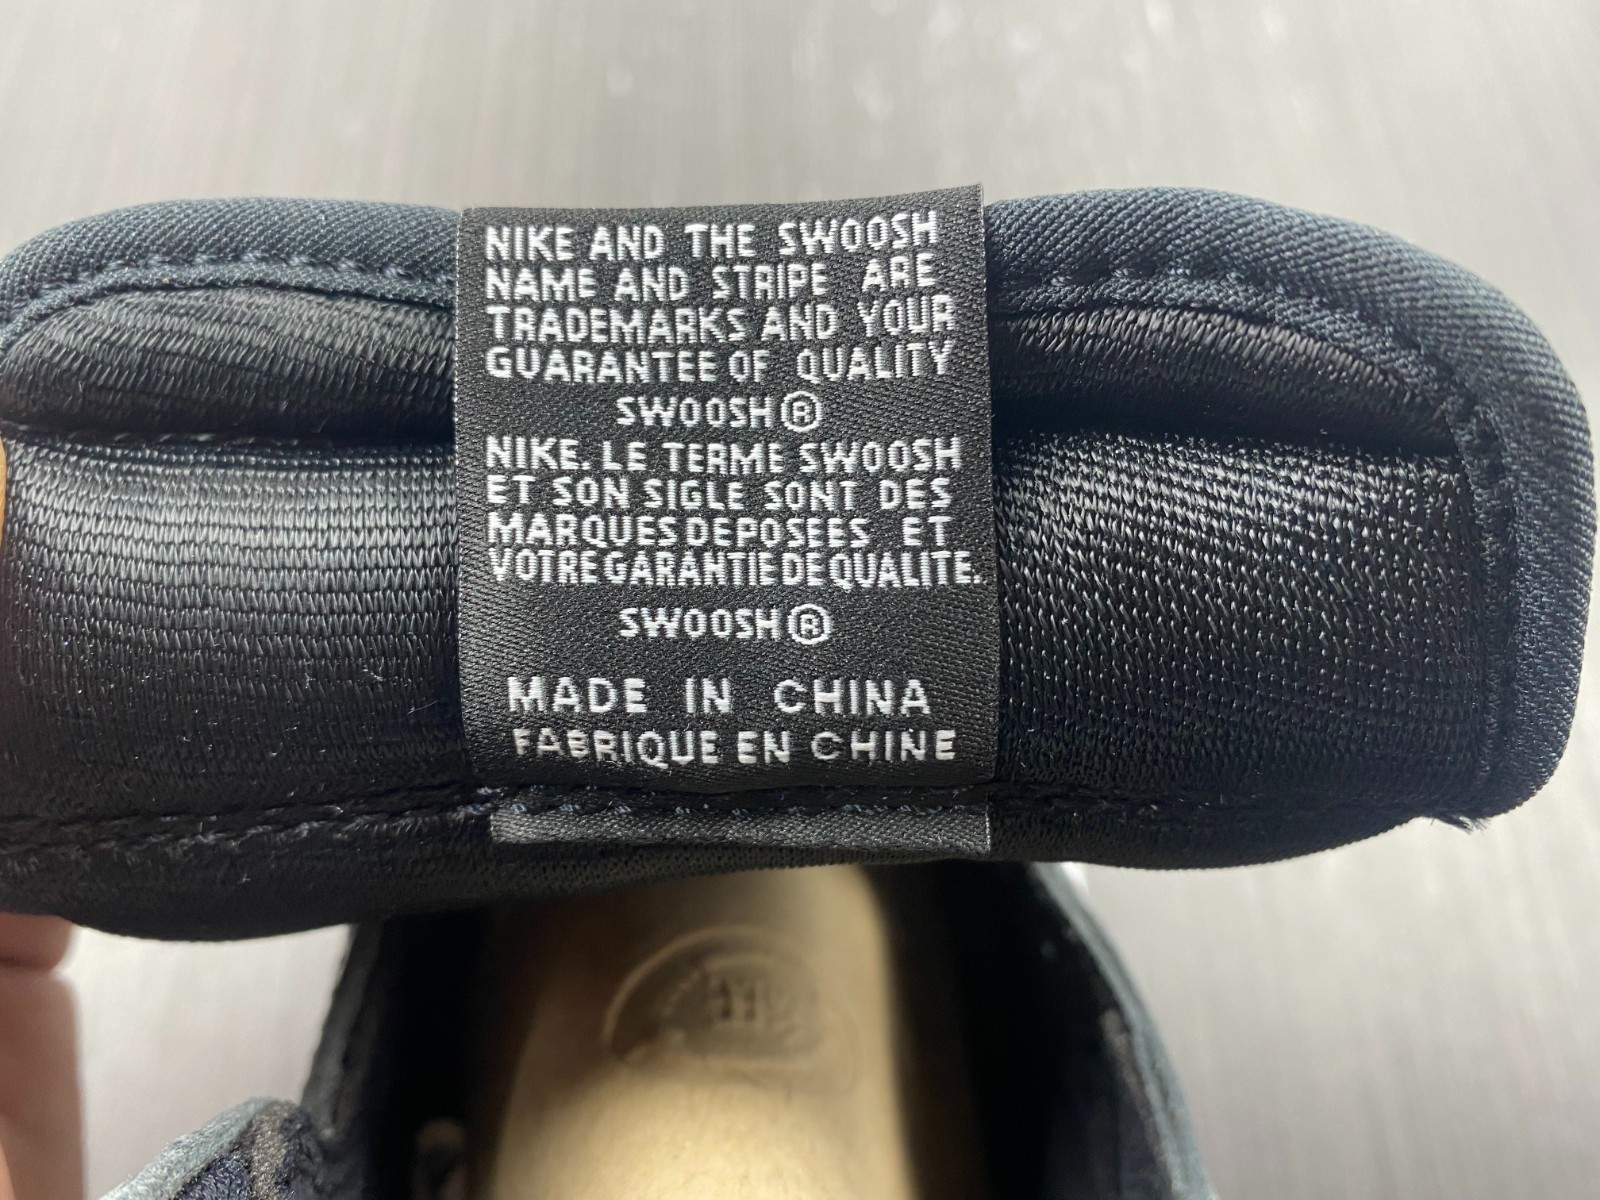 NIKE AND THE SWOOSH
NAME AND STRIPE ARE
TRADEMARKS AND YOUR
GUARANTEE OF QUALITY
SWOOSH®
NIKE. LE TERME SWOOSH
ET SON SIGLE SONT DES
MARQUES DEPOSEES ET
VOTRE GARANTIE DE QUALITE.
SWOOSH®
MADE IN CHINA
FABRIQUE EN CHINE